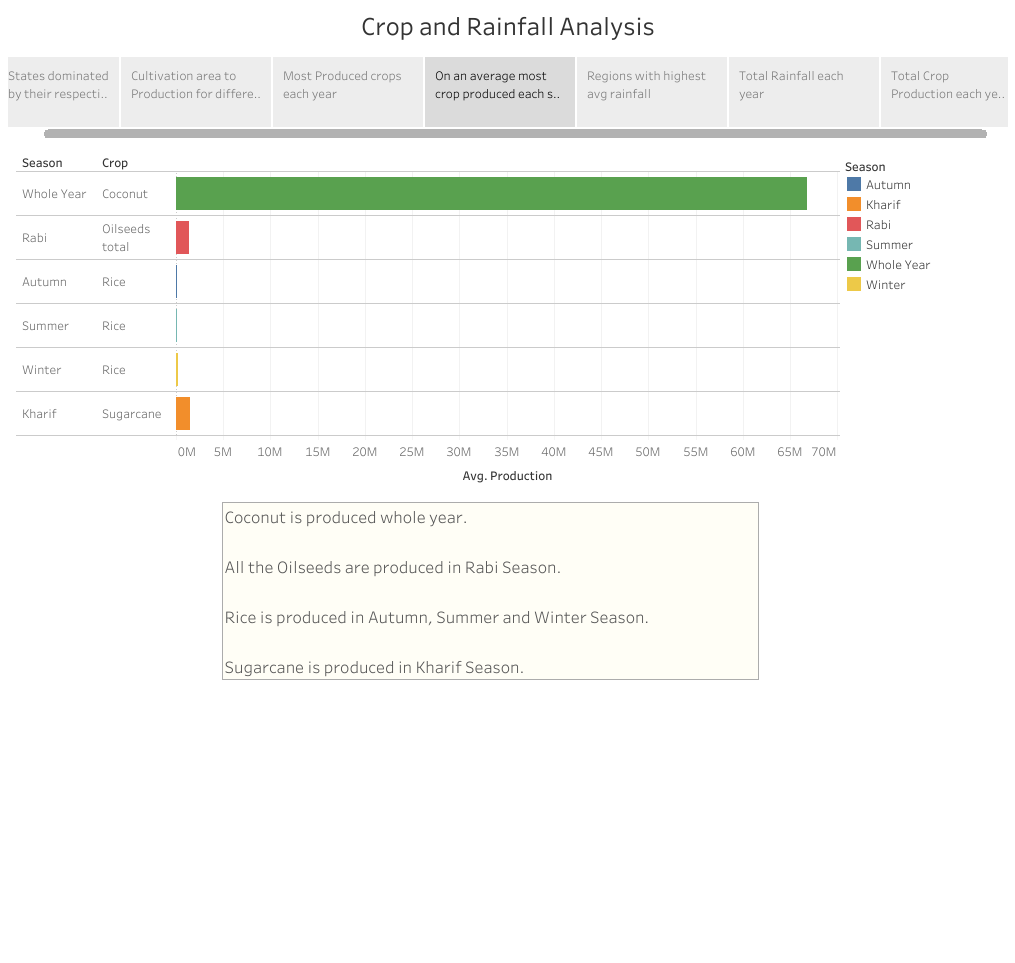 Crop and Rainfall Analysis
States dominated
by their respecti..
Cultivation area to
Production for differe..
Most Produced crops
each year
On an average most
crop produced each s..
Regions with highest
avg rainfall
Total Rainfall each
year
Total Crop
Production each ye..
Season Crop
Whole Year Coconut
Rabi Oilseeds
total
Autumn Rice
Summer Rice
Winter Rice
Kharif Sugarcane
0M 5M 10M 15M 20M 25M 30M 35M 40M 45M 50M 55M 60M 65M 70M
Avg. Production
Season
Autumn
Kharif
Rabi
Summer
Whole Year
Winter
Coconut is produced whole year.
All the Oilseeds are produced in Rabi Season.
Rice is produced in Autumn, Summer and Winter Season.
Sugarcane is produced in Kharif Season.